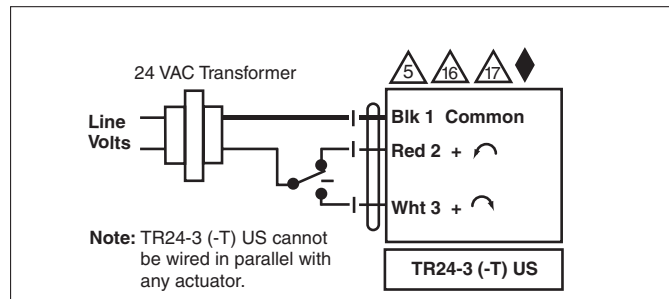 5 16 17
24 VAC Transformer
Line
Volts
Blk 1 Common
Red 2 +
Wht 3 +
Note: TR24-3 (-T) US cannot
be wired in parallel with
any actuator.
TR24-3 (-T) US